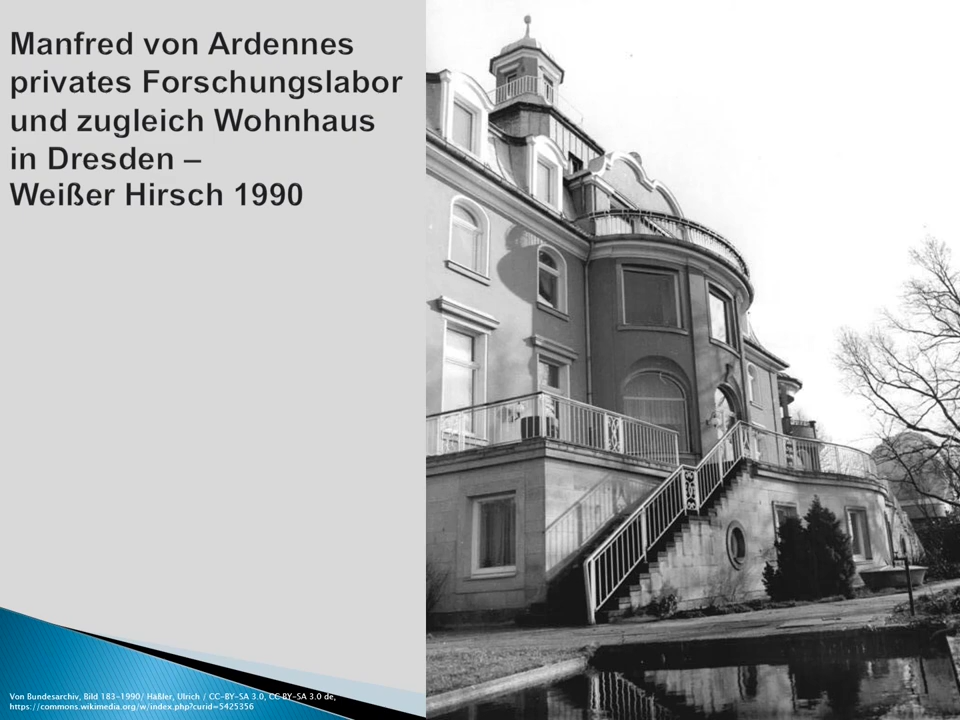 Manfred von Ardennes
privates Forschungslabor
und zugleich Wohnhaus
in Dresden –
Weißer Hirsch 1990
Von Bundesarchiv, Bild 183-1990/ Häßler, Ulrich / CC-BY-SA 3.0, CC BY-SA 3.0 de,
https://commons.wikimedia.org/w/index.php?curid=5425356